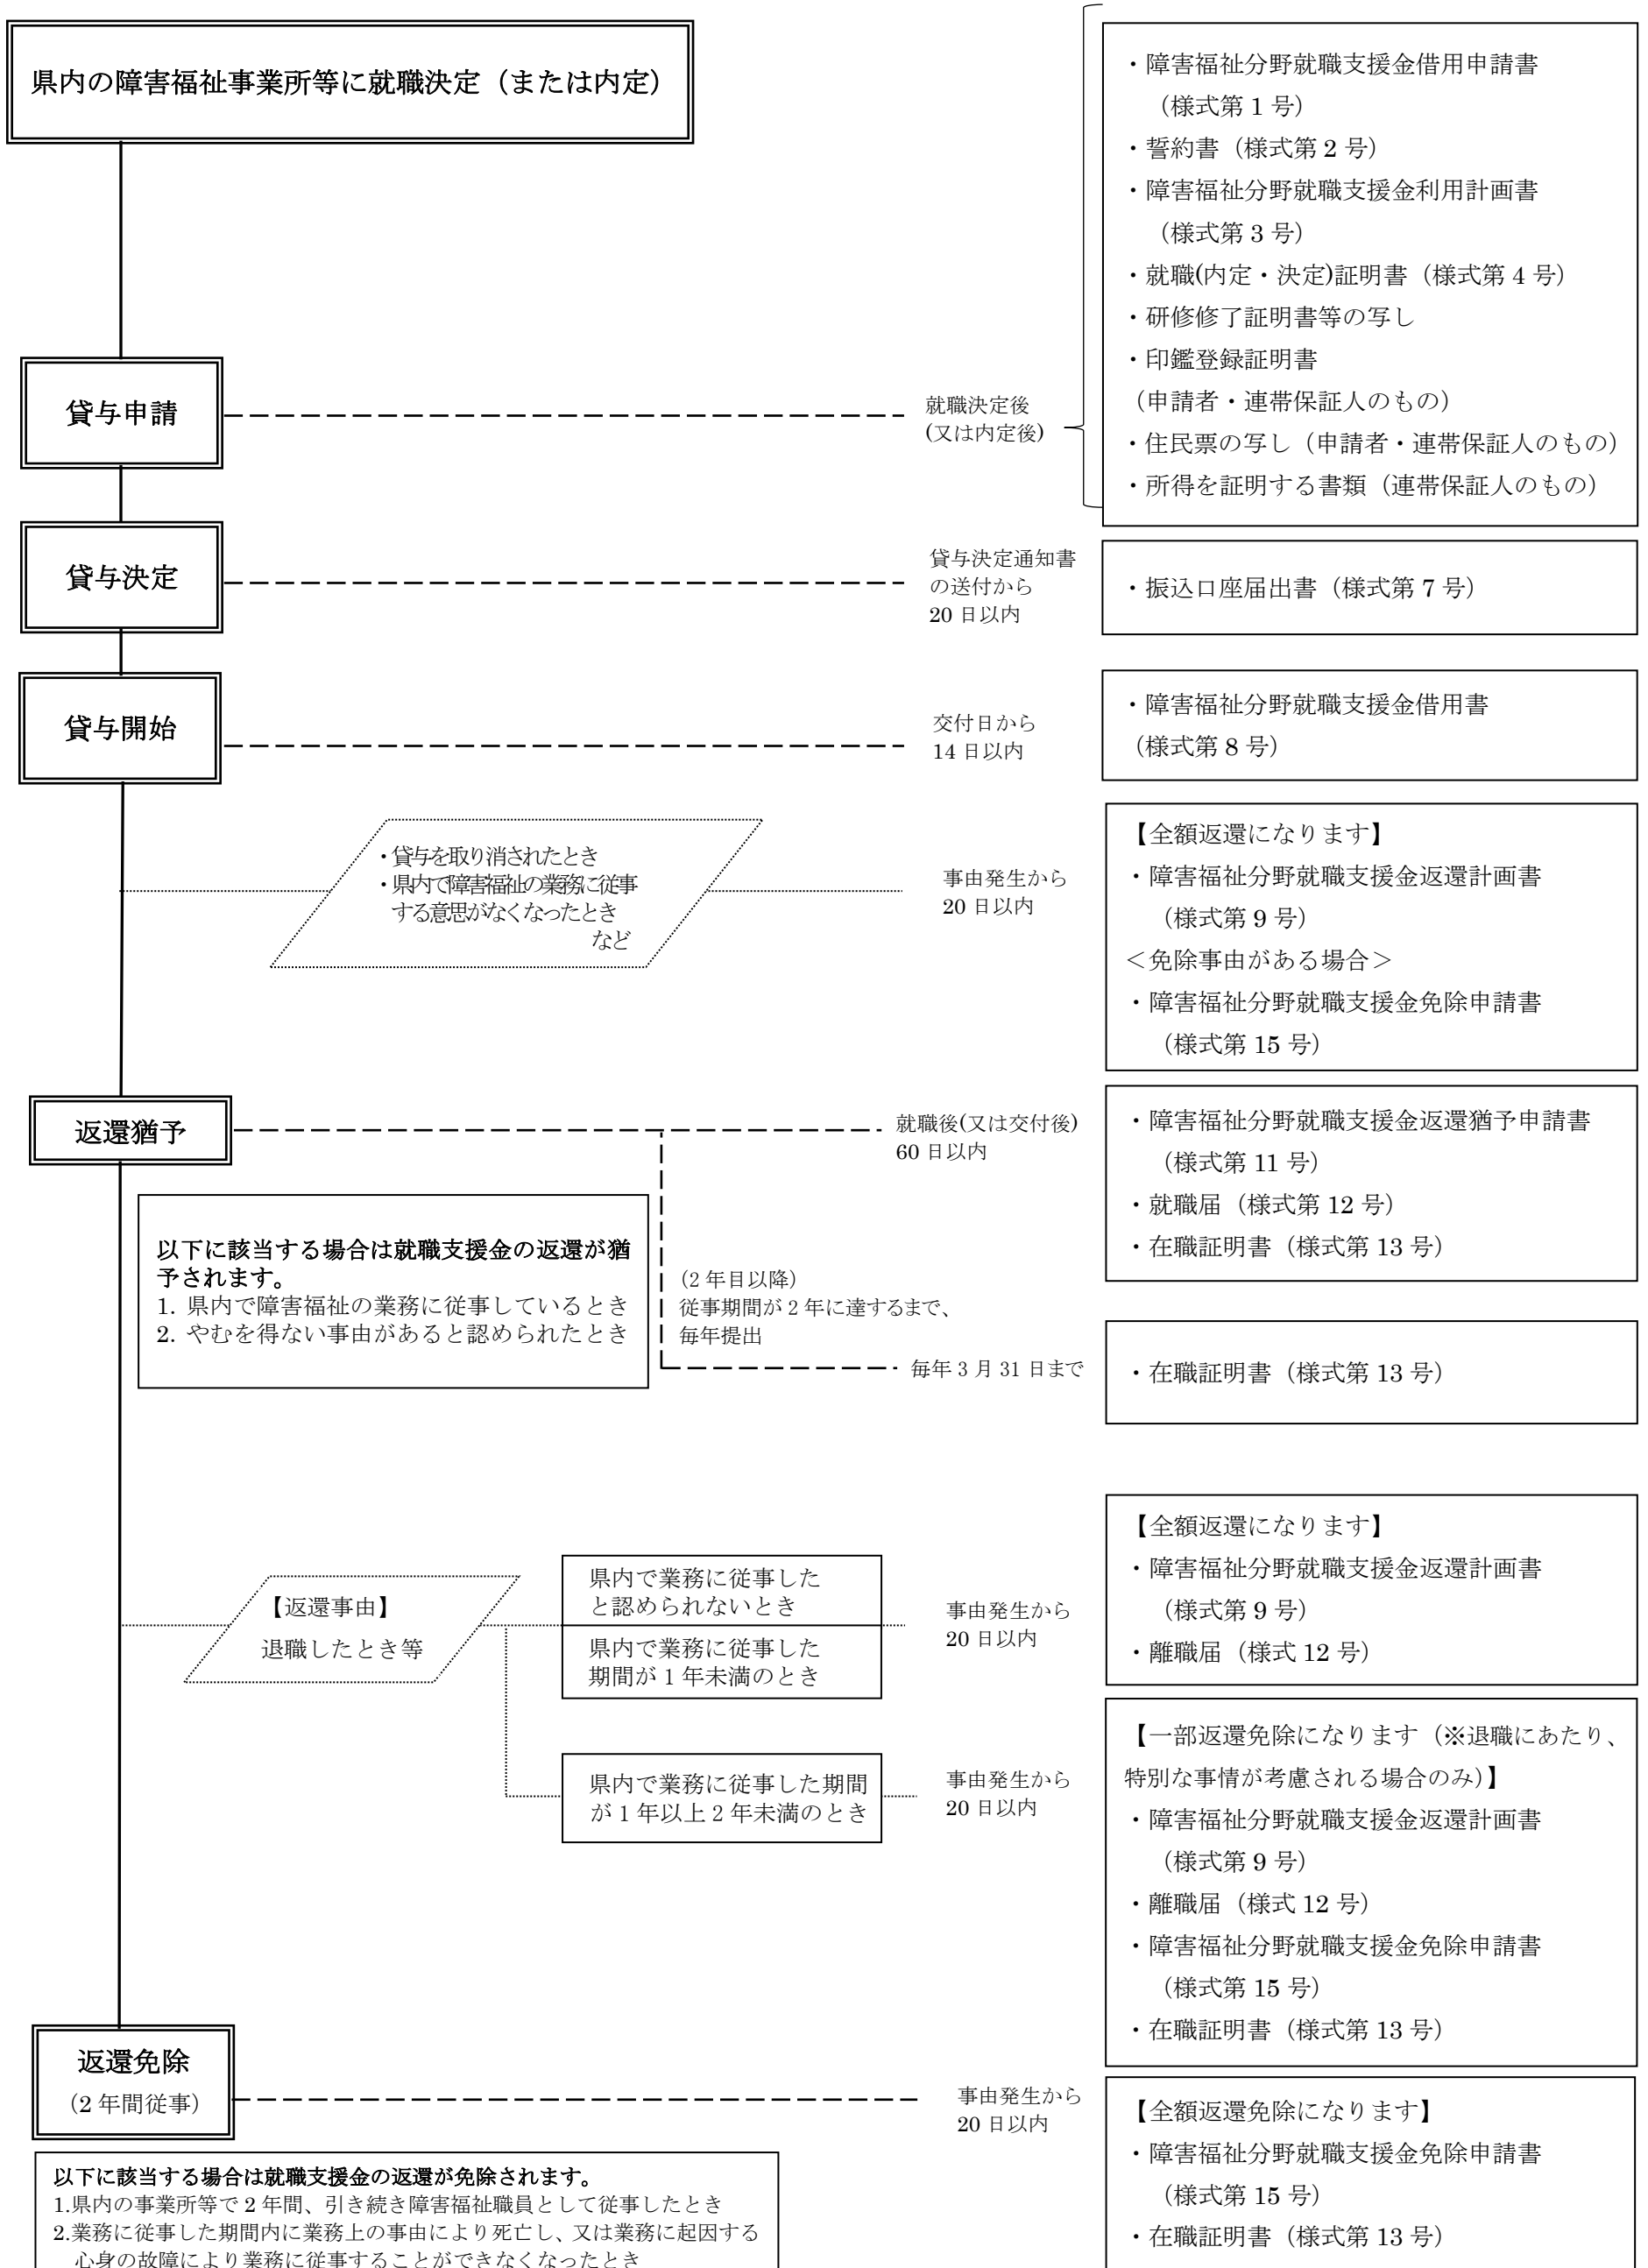 県内の障害福祉事業所等に就職決定（または内定）
・障害福祉分野就職支援金借用申請書
（様式第 1 号）
・誓約書（様式第 2 号）
・障害福祉分野就職支援金利用計画書
（様式第 3 号）
・就職(内定・決定)証明書（様式第 4 号）
・研修修了証明書等の写し
・印鑑登録証明書
（申請者・連帯保証人のもの）
・住民票の写し（申請者・連帯保証人のもの）
・所得を証明する書類（連帯保証人のもの）
貸与申請
就職決定後
(又は内定後)
貸与決定
貸与決定通知書
の送付から
20 日以内
・振込口座届出書（様式第 7 号）
貸与開始
交付日から
14 日以内
・障害福祉分野就職支援金借用書
（様式第 8 号）
・貸与を取り消されたとき
・県内で障害福祉の業務に従事
する意思がなくなったとき
など
事由発生から
20 日以内
【全額返還になります】
・障害福祉分野就職支援金返還計画書
（様式第 9 号）
＜免除事由がある場合＞
・障害福祉分野就職支援金免除申請書
（様式第 15 号）
返還猶予
就職後(又は交付後)
60 日以内
・障害福祉分野就職支援金返還猶予申請書
（様式第 11 号）
・就職届（様式第 12 号）
・在職証明書（様式第 13 号）
以下に該当する場合は就職支援金の返還が猶
予されます。
1. 県内で障害福祉の業務に従事しているとき
2. やむを得ない事由があると認められたとき
（2 年目以降）
従事期間が 2 年に達するまで、
毎年提出
毎年 3 月 31 日まで
・在職証明書（様式第 13 号）
【返還事由】
退職したとき等
県内で業務に従事した
と認められないとき
県内で業務に従事した
期間が 1 年未満のとき
事由発生から
20 日以内
【全額返還になります】
・障害福祉分野就職支援金返還計画書
（様式第 9 号）
・離職届（様式 12 号）
県内で業務に従事した期間
が 1 年以上 2 年未満のとき
事由発生から
20 日以内
【一部返還免除になります（※退職にあたり、
特別な事情が考慮される場合のみ）】
・障害福祉分野就職支援金返還計画書
（様式第 9 号）
・離職届（様式 12 号）
・障害福祉分野就職支援金免除申請書
（様式第 15 号）
・在職証明書（様式第 13 号）
返還免除
（2 年間従事）
事由発生から
20 日以内
【全額返還免除になります】
・障害福祉分野就職支援金免除申請書
（様式第 15 号）
・在職証明書（様式第 13 号）
以下に該当する場合は就職支援金の返還が免除されます。
1.県内の事業所等で 2 年間、引き続き障害福祉職員として従事したとき
2.業務に従事した期間内に業務上の事由により死亡し、又は業務に起因する
心身の故障により業務に従事することができなくなったとき